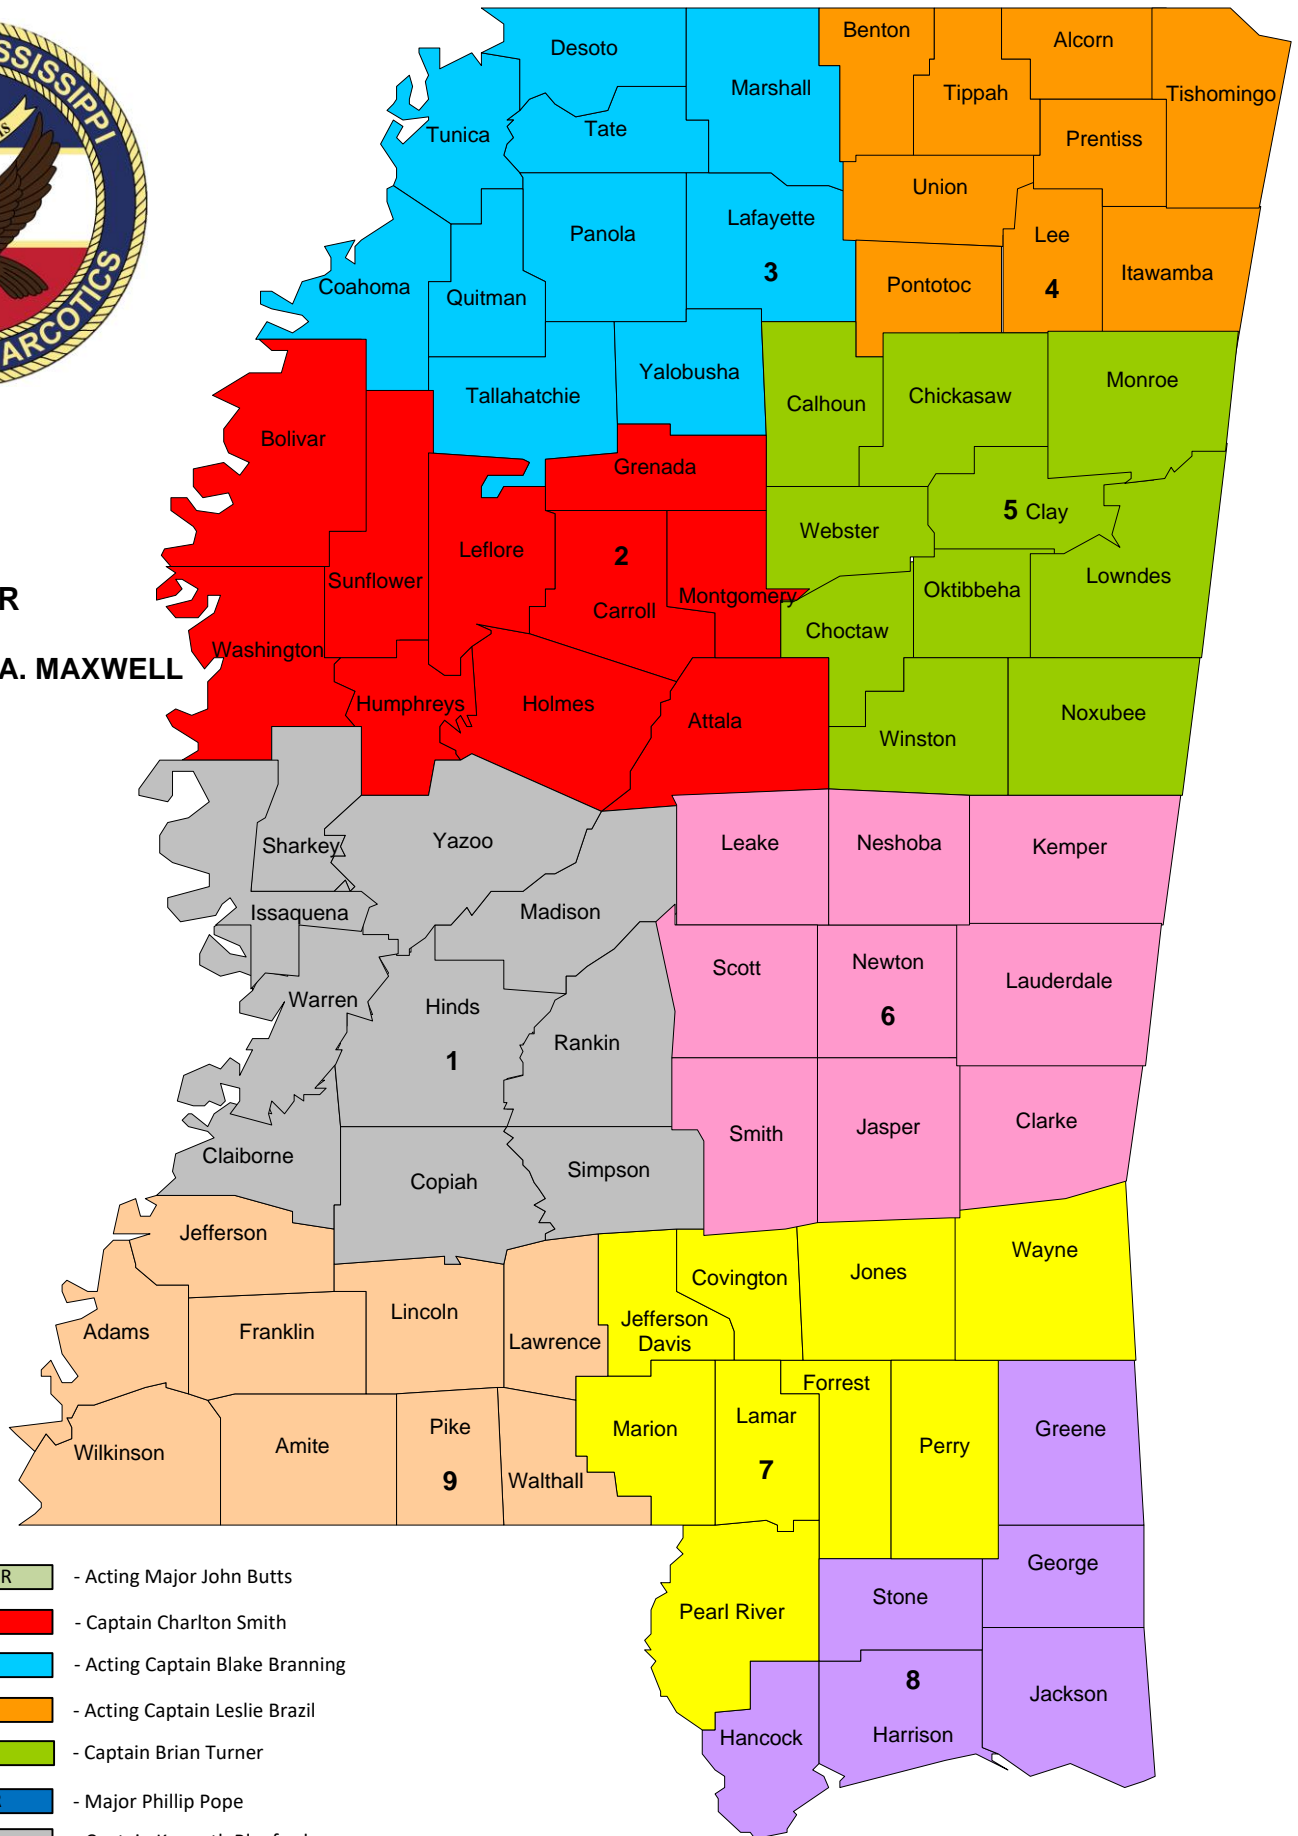 SSISSIPPI
IS
ARCOTICS
R
A. MAXWELL
Desoto
Marshall
Benton
Tippah
Alcorn
Tishomingo
Tunica
Tate
Prentiss
Union
Panola
Lafayette
3
Lee
4
Itawamba
Coahoma
Quitman
Pontotoc
Tallahatchie
Yalobusha
Calhoun
Chickasaw
Monroe
Bolivar
Grenada
Sunflower
Leflore
2
Carroll
Montgomery
Webster
5 Clay
Oktibbeha
Lowndes
Choctaw
Washington
Humphreys
Holmes
Attala
Winston
Noxubee
Sharkey
Yazoo
Leake
Neshoba
Kemper
Issaquena
Madison
Scott
Newton
6
Lauderdale
Warren
Hinds
1
Rankin
Smith
Jasper
Clarke
Claiborne
Copiah
Simpson
Jefferson
Wayne
Covington
Jones
Adams
Franklin
Lincoln
Lawrence
Jefferson
Davis
Forrest
Wilkinson
Amite
Pike
9
Walthall
Marion
Lamar
7
Perry
Greene
George
Stone
Pearl River
8
Harrison
Jackson
Hancock
R - Acting Major John Butts
- Captain Charlton Smith
- Acting Captain Blake Branning
- Acting Captain Leslie Brazil
- Captain Brian Turner
- Major Phillip Pope